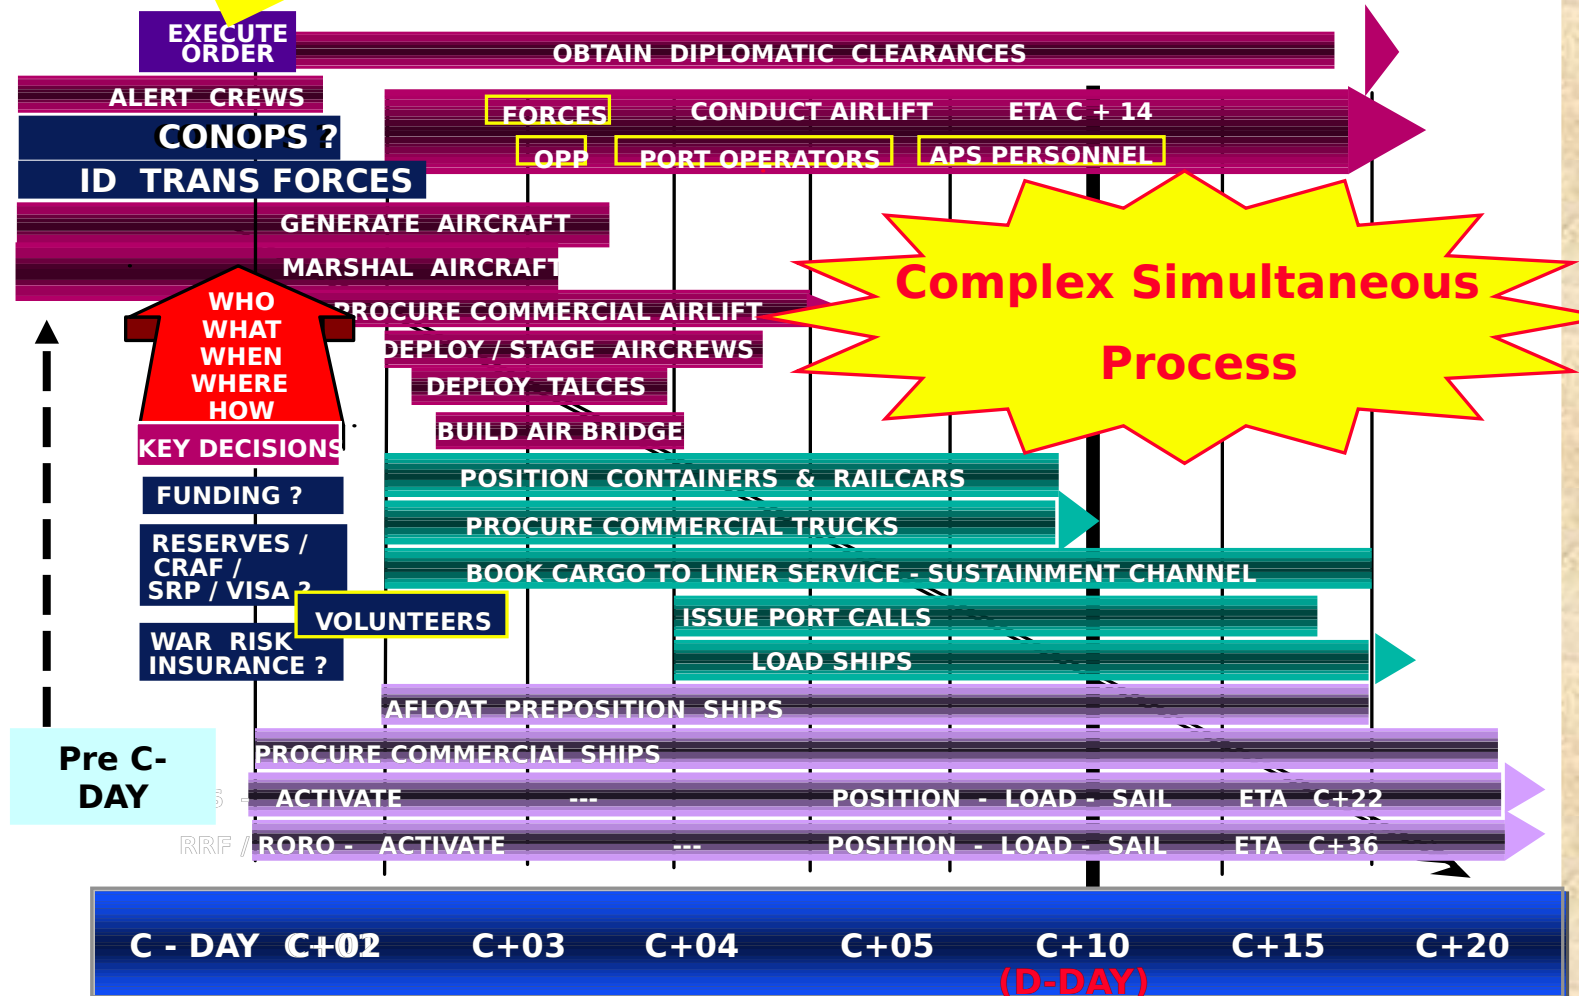 EXECUTE
ORDER
OBTAIN DIPLOMATIC CLEARANCES
ALERT CREWS
FORCES
CONDUCT AIRLIFT
ETA C + 14
CONOPS ?
OPP
PORT OPERATORS
APS PERSONNEL
ID TRANS FORCES
GENERATE AIRCRAFT
MARSHAL AIRCRAFT
Complex Simultaneous
Process
WHO
WHAT
WHEN
WHERE
HOW
PROCURE COMMERCIAL AIRLIFT
DEPLOY / STAGE AIRCREWS
DEPLOY TALCES
BUILD AIR BRIDGE
KEY DECISIONS
POSITION CONTAINERS & RAILCARS
FUNDING ?
PROCURE COMMERCIAL TRUCKS
RESERVES /
CRAF /
SRP / VISA ?
BOOK CARGO TO LINER SERVICE - SUSTAINMENT CHANNEL
VOLUNTEERS
ISSUE PORT CALLS
WAR RISK
INSURANCE ?
LOAD SHIPS
AFLOAT PREPOSITION SHIPS
PROCURE COMMERCIAL SHIPS
Pre C-
DAY
- ACTIVATE --- POSITION - LOAD - SAIL ETA C+22
RRF / RORO - ACTIVATE --- POSITION - LOAD - SAIL ETA C+36
C - DAY C+02 C+03 C+04 C+05 C+10 C+15 C+20
(D-DAY)